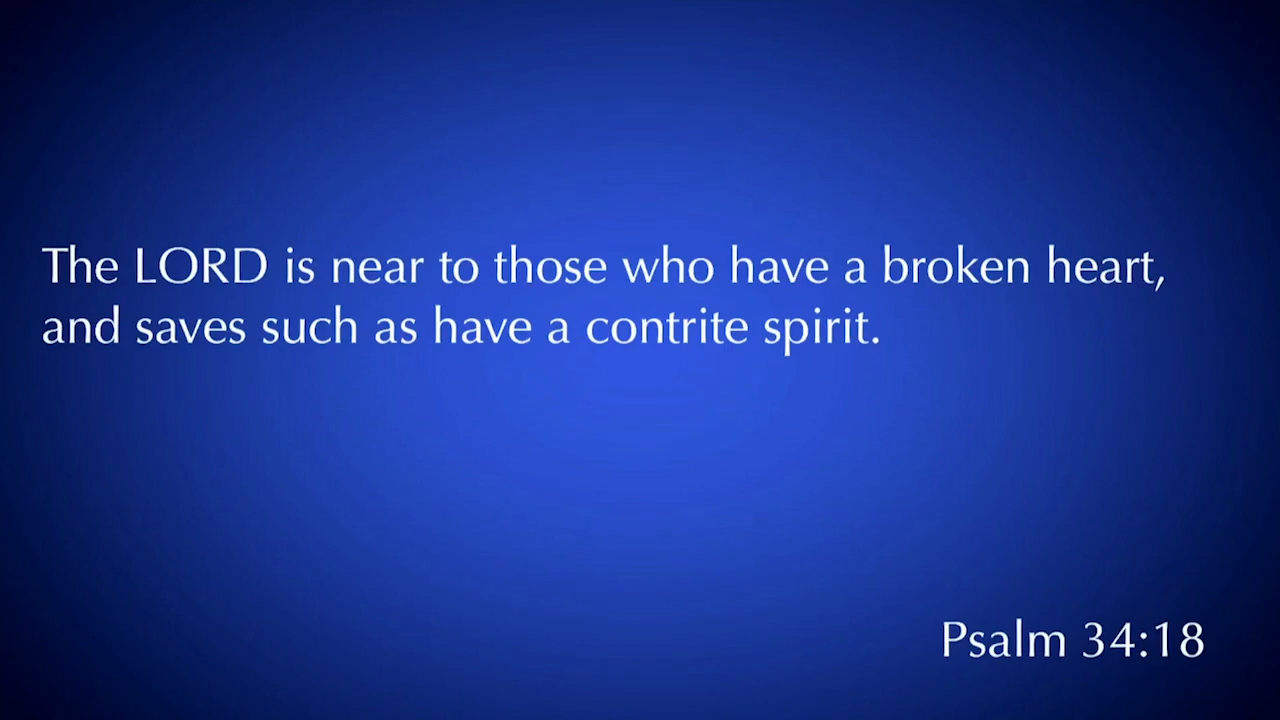 The LORD is near to those who have a broken heart,
and saves such as have a contrite spirit.
Psalm 34:18